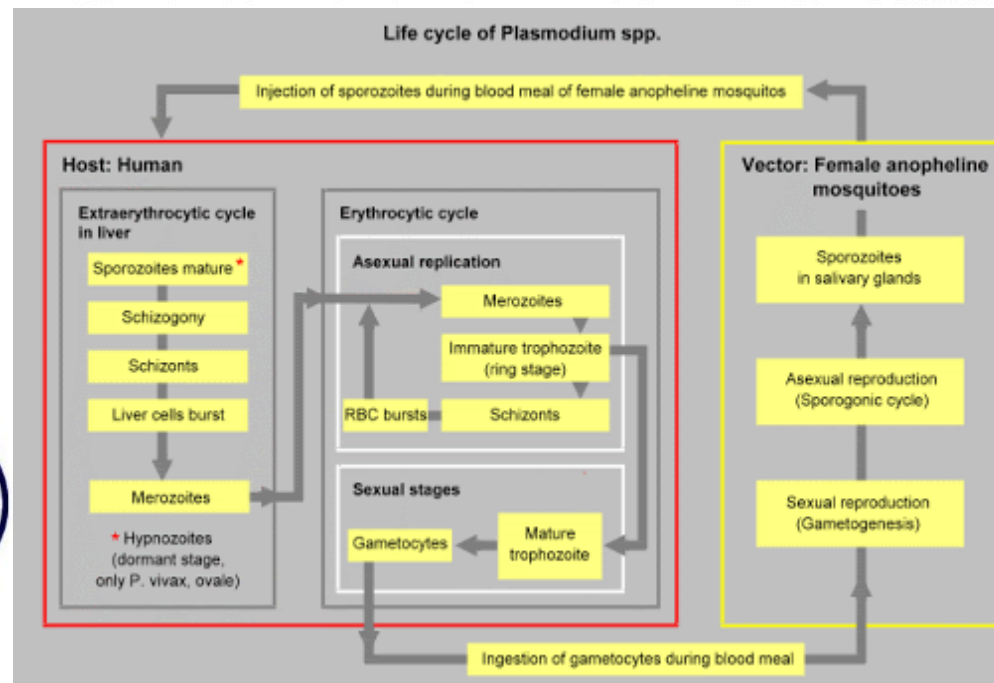 Life cycle of Plasmodium spp.
Injection of sporozoites during blood meal of female anopheline mosquitos
Host: Human
Extraerythrocytic cycle
in liver
Sporozoites mature *
Schizogony
Schizonts
Liver cells burst
Merozoites
* Hypnozoites
(dormant stage,
only P. vivax, ovale)
Erythrocytic cycle
Asexual replication
Merozoites
Immature trophozoite
(ring stage)
RBC bursts
Schizonts
Sexual stages
Gametocytes
Mature
trophozoite
Vector: Female anopheline
mosquitoes
Sporozoites
in salivary glands
Asexual reproduction
(Sporogonic cycle)
Sexual reproduction
(Gametogenesis)
Ingestion of gametocytes during blood meal